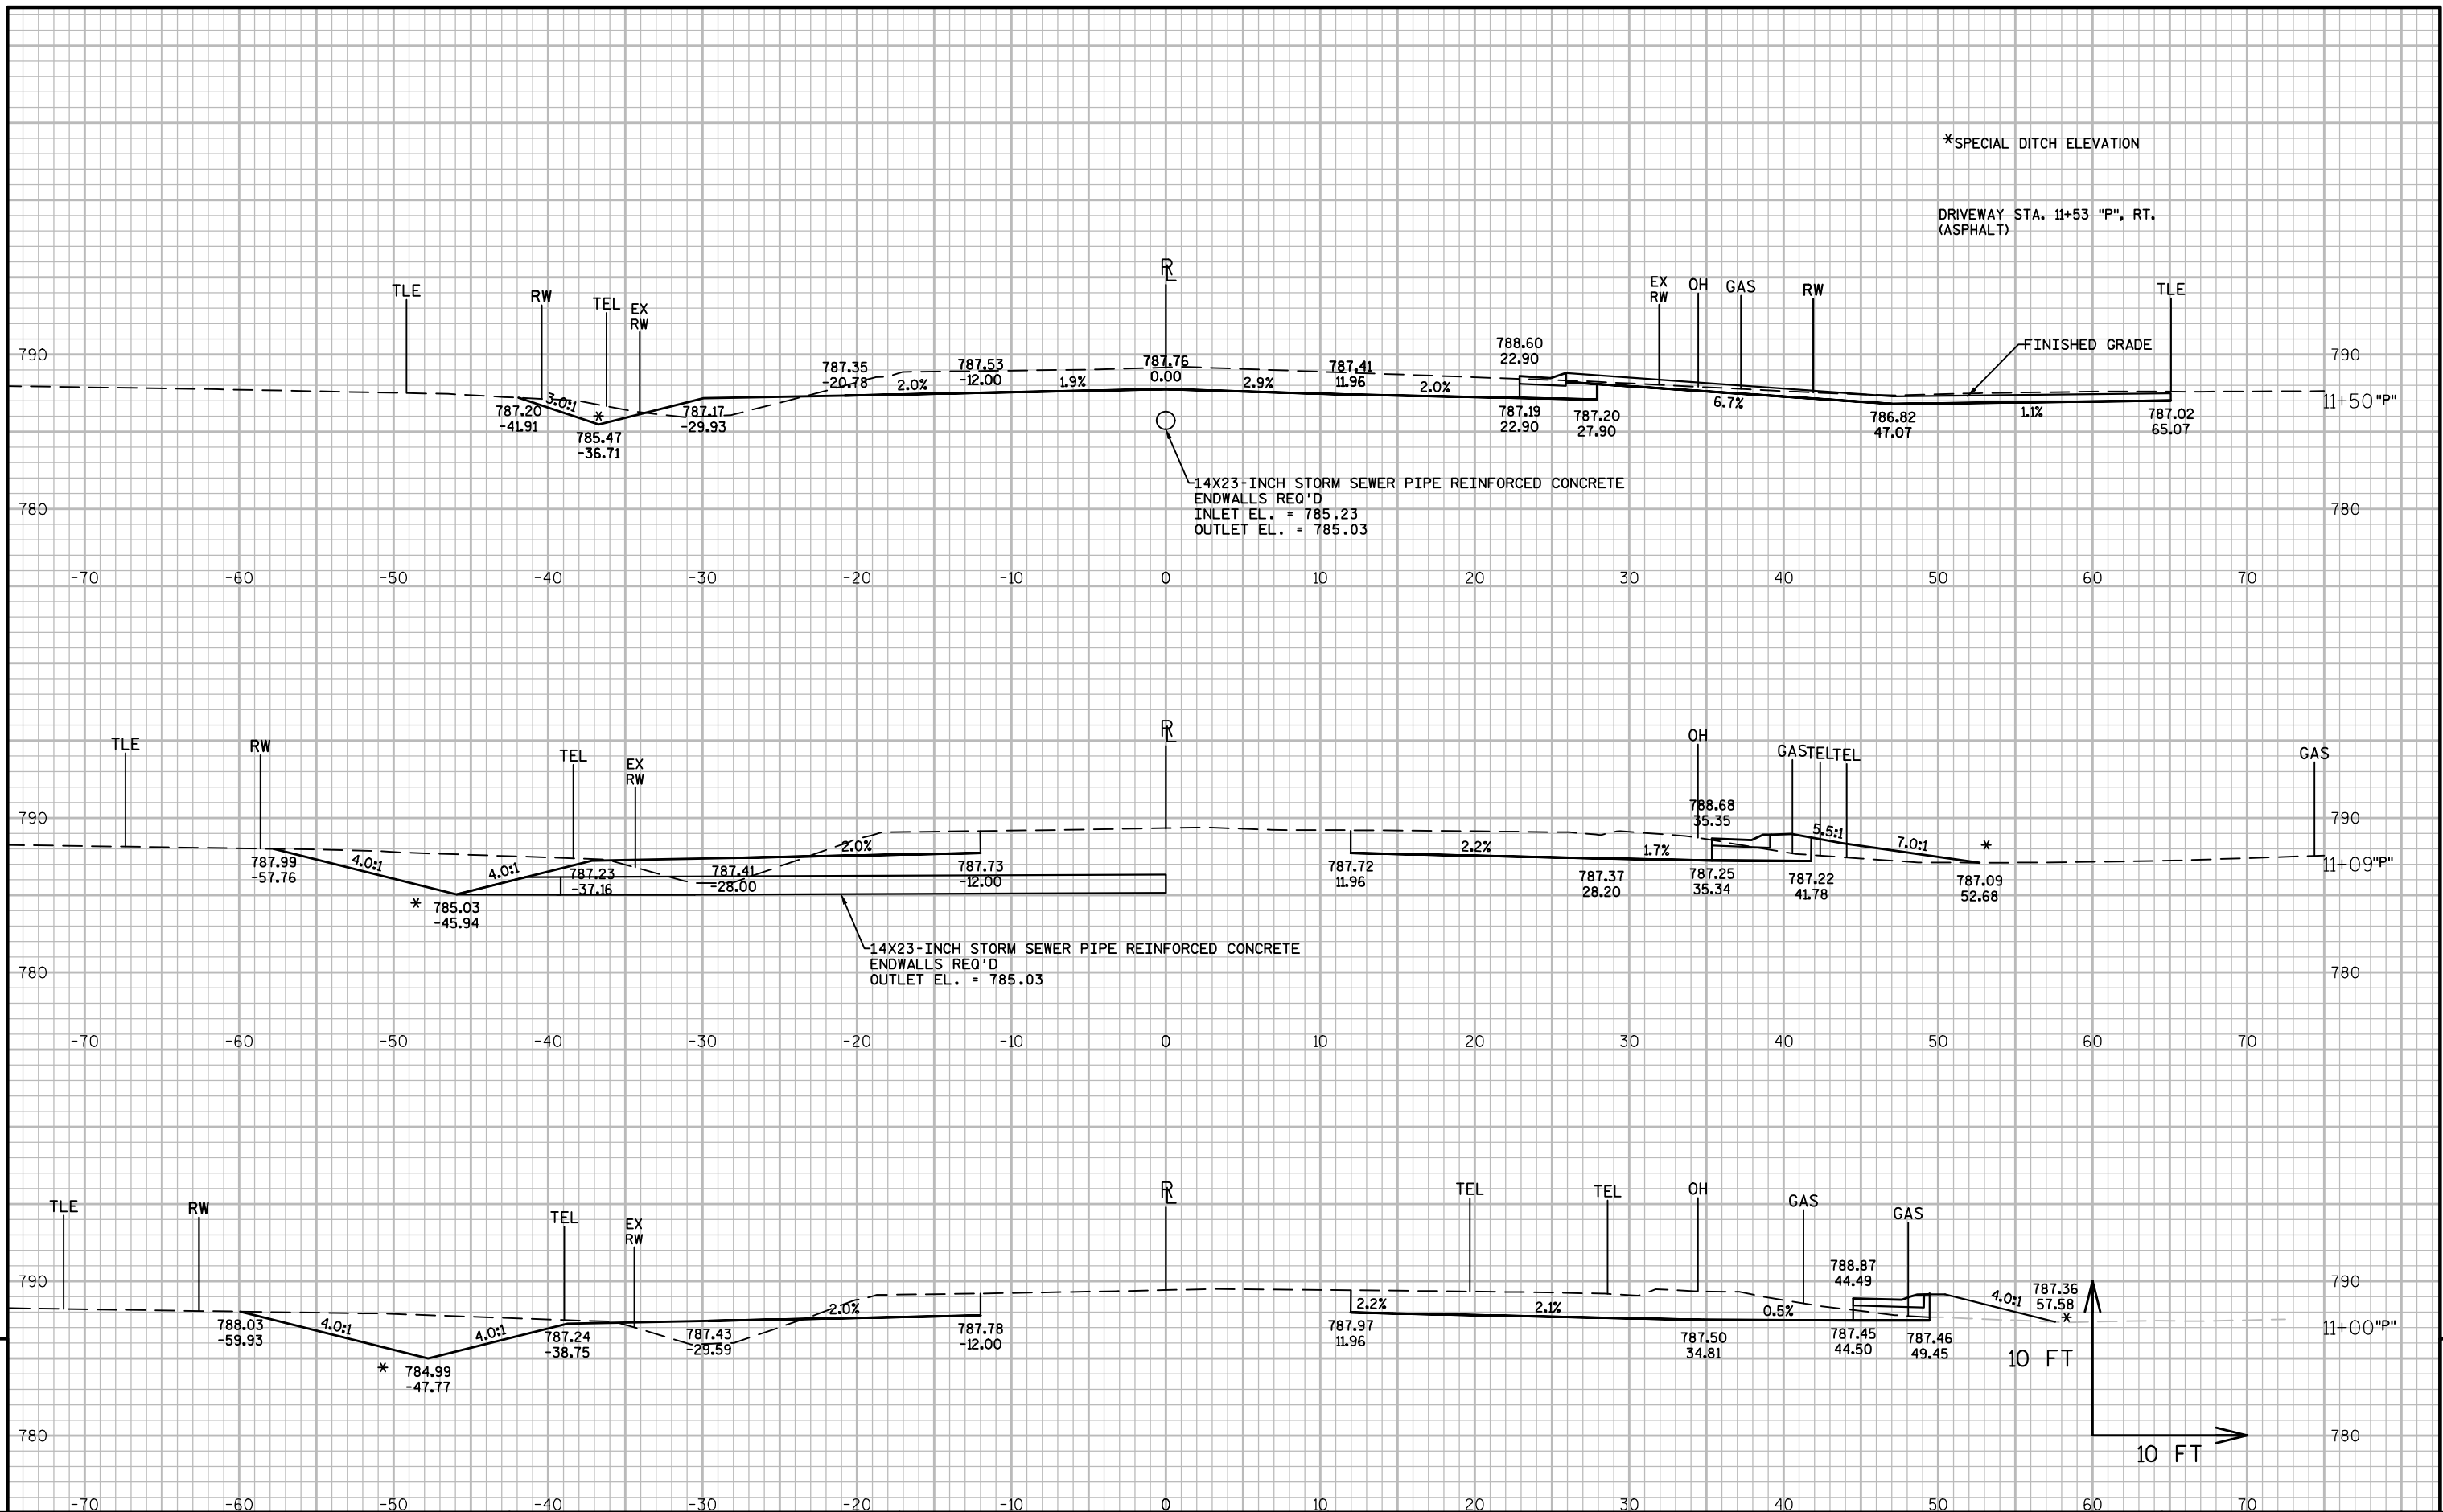 *SPECIAL DITCH ELEVATION
DRIVEWAY STA. 11+53 "P", RT.
(ASPHALT)
PL
TLE
RW
TEL
EX
RW
EX
RW
OH
GAS
RW
TLE
790
787.35
-20.78
787.53
-12.00
787.76
0.00
787.41
11.96
788.60
22.90
FINISHED GRADE
790
3.0:1
*
2.0%
1.9%
2.9%
2.0%
6.7%
1.1%
11+50 "P"
787.20
-41.91
785.47
-36.71
787.17
-29.93
787.19
22.90
787.20
27.90
786.82
47.07
787.02
65.07
14X23-INCH STORM SEWER PIPE REINFORCED CONCRETE
ENDWALLS REQ'D
INLET EL. = 785.23
OUTLET EL. = 785.03
780
780
-70 -60 -50 -40 -30 -20 -10 0 10 20 30 40 50 60 70
PL
TLE
RW
TEL
EX
RW
OH
GAS
TEL
TEL
GAS
790
788.68
35.35
790
4.0:1
4.0:1
2.0%
2.2%
1.7%
5.5:1
7.0:1
*
11+09"P"
787.99
-57.76
*
785.03
-45.94
787.23
-37.16
787.41
-28.00
787.73
-12.00
787.72
11.96
787.37
28.20
787.25
35.34
787.22
41.78
787.09
52.68
14X23-INCH STORM SEWER PIPE REINFORCED CONCRETE
ENDWALLS REQ'D
OUTLET EL. = 785.03
780
780
-70 -60 -50 -40 -30 -20 -10 0 10 20 30 40 50 60 70
PL
TLE
RW
TEL
EX
RW
TEL
TEL
OH
GAS
GAS
790
788.87
44.49
787.36
57.58
*
790
4.0:1
4.0:1
2.0%
2.2%
2.1%
0.5%
4.0:1
11+00"P"
788.03
-59.93
*
784.99
-47.77
787.24
-38.75
787.43
-29.59
787.78
-12.00
787.97
11.96
787.50
34.81
787.45
44.50
787.46
49.45
10 FT
780
780
10 FT
-70 -60 -50 -40 -30 -20 -10 0 10 20 30 40 50 60 70